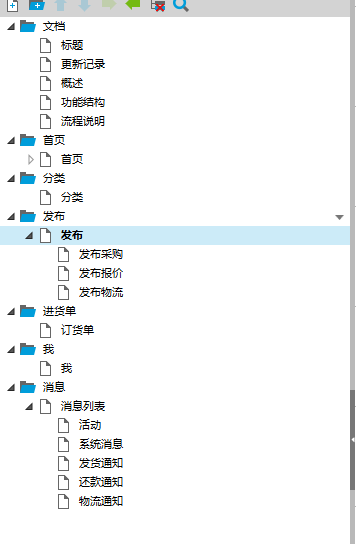 文档
标题
更新记录
概述
功能结构
流程说明
首页
首页
分类
分类
发布
发布
发布采购
发布报价
发布物流
进货单
订货单
我
我
消息
消息列表
活动
系统消息
发货通知
还款通知
物流通知